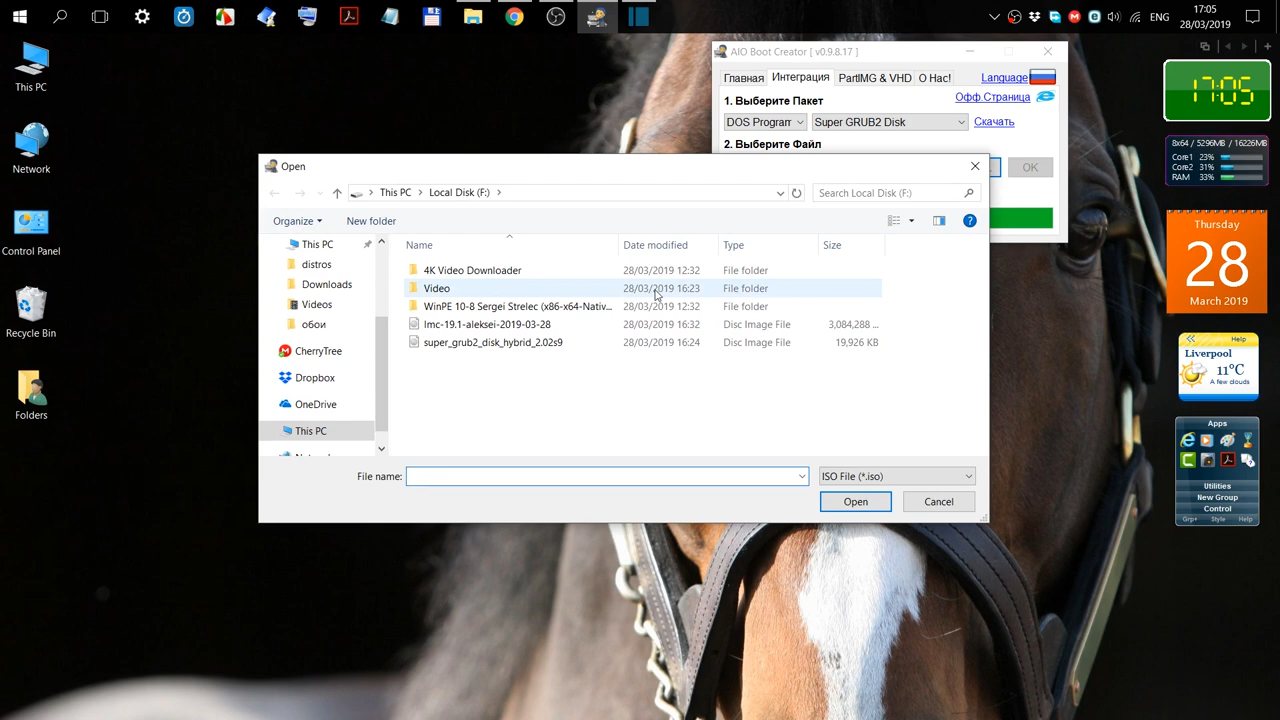 ENG
17:05
28/03/2019
This PC
Network
Control Panel
Recycle Bin
Folders
AIO Boot Creator [ v0.9.8.17 ]
Главная Интеграция PartIMG & VHD О Нас! Language
1. Выберите Пакет Офф.Страница
DOS Program Super GRUB2 Disk Скачать
2. Выберите Файл
OK
Open
This PC Local Disk (F:) Search Local Disk (F:)
Organize New folder
This PC
distros
Downloads
Videos
обои
CherryTree
Dropbox
OneDrive
This PC
Name Date modified Type Size
4K Video Downloader 28/03/2019 12:32 File folder
Video 28/03/2019 16:23 File folder
WinPE 10-8 Sergei Strelec (x86-x64-Nativ... 28/03/2019 12:32 File folder
lmc-19.1-aleksei-2019-03-28 28/03/2019 16:32 Disc Image File 3,084,288 ...
super_grub2_disk_hybrid_2.02s9 28/03/2019 16:24 Disc Image File 19,926 KB
File name: ISO File (*.iso)
Open Cancel
17:05
8x64 / 5296MB / 16226MB
Core1 23%
Core2 31%
RAM 33%
Thursday
28
March 2019
Help
Liverpool
11°C
A few clouds
Apps
Utilities
New Group
Control
Grp+ Style Help